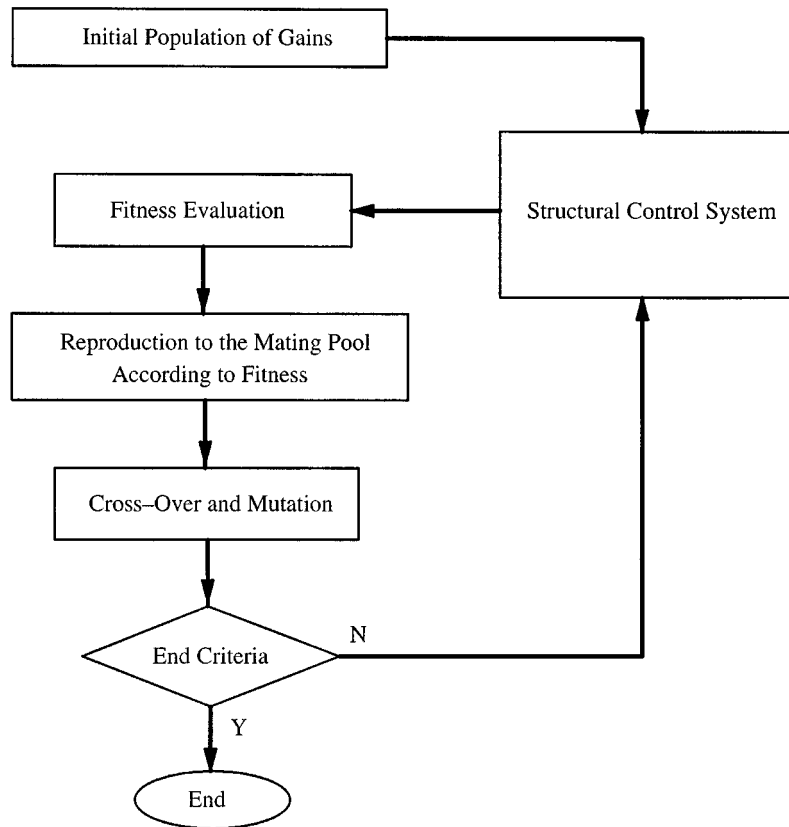 Initial Population of Gains
Structural Control System
Fitness Evaluation
Reproduction to the Mating Pool
According to Fitness
Cross–Over and Mutation
End Criteria
N
Y
End